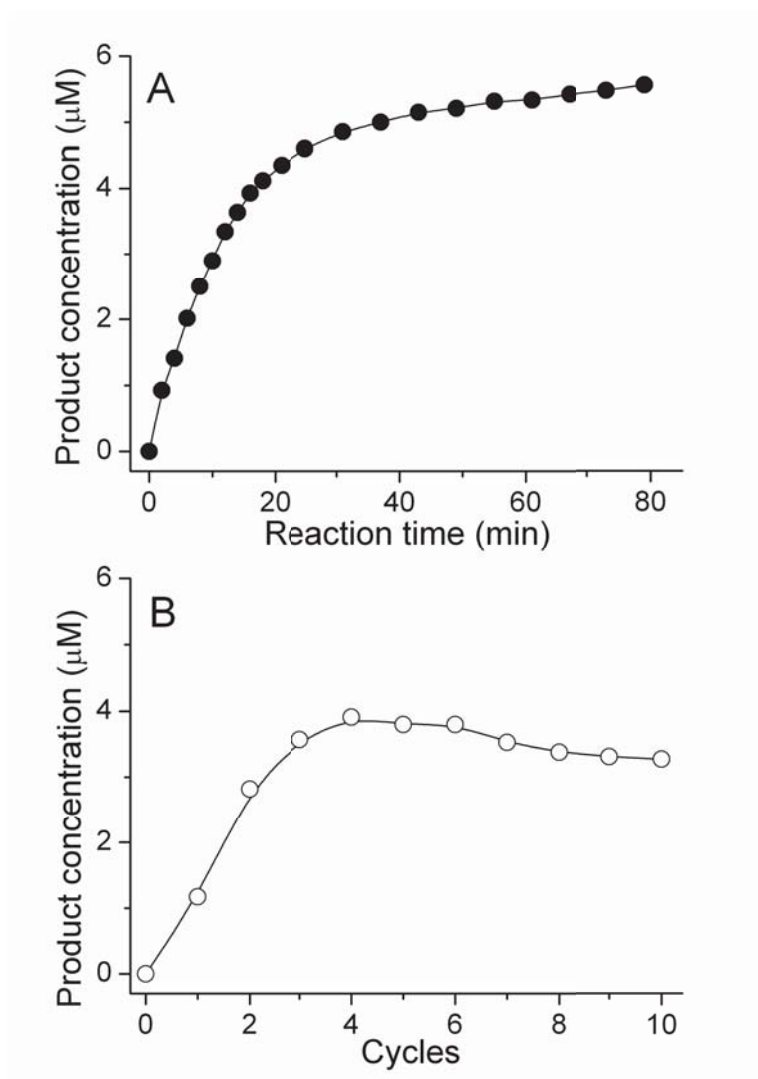 A
Product concentration (μM)
6
4
2
0
0 20 40 60 80
Reaction time (min)
B
Product concentration (μM)
6
4
2
0
0 2 4 6 8 10
Cycles